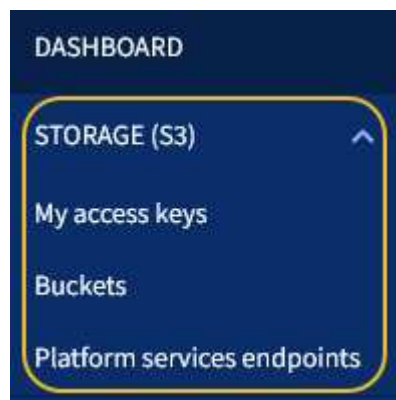 DASHBOARD
STORAGE (S3)
My access keys
Buckets
Platform services endpoints